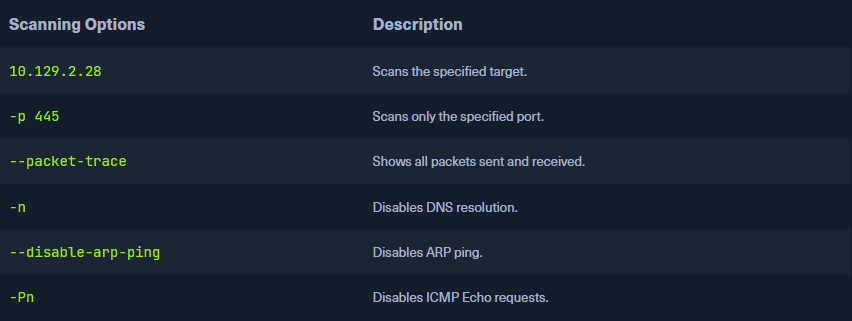 Scanning Options Description
10.129.2.28 Scans the specified target.
-p 445 Scans only the specified port.
--packet-trace Shows all packets sent and received.
-n Disables DNS resolution.
--disable-arp-ping Disables ARP ping.
-Pn Disables ICMP Echo requests.